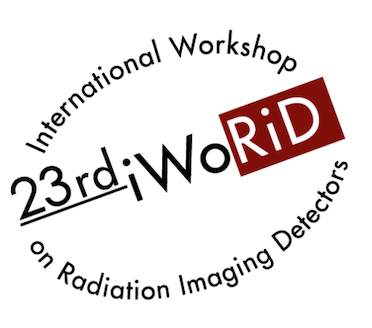 International Workshop
23rd iWoRiD
on Radiation Imaging Detectors